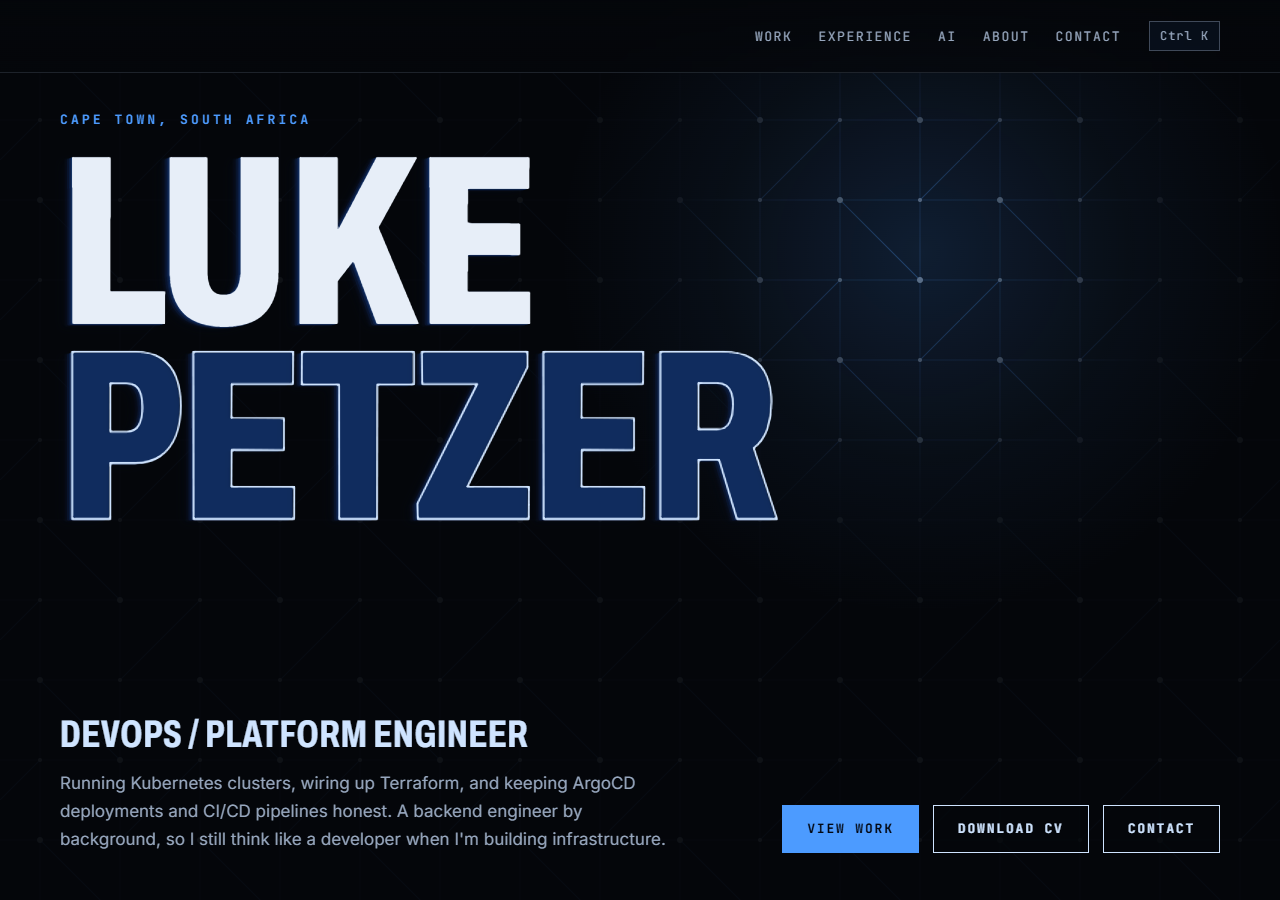 WORK EXPERIENCE AI ABOUT CONTACT Ctrl K
CAPE TOWN, SOUTH AFRICA
LUKE
PETZER
DEVOPS / PLATFORM ENGINEER
Running Kubernetes clusters, wiring up Terraform, and keeping ArgoCD
deployments and CI/CD pipelines honest. A backend engineer by
background, so I still think like a developer when I'm building infrastructure.
VIEW WORK DOWNLOAD CV CONTACT